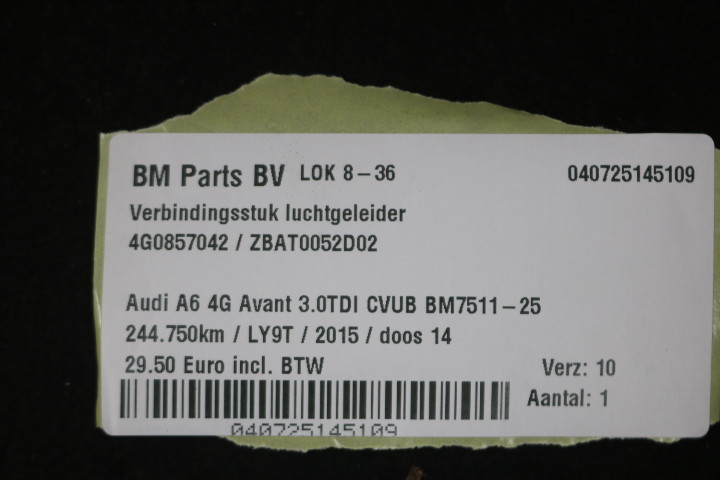 BM Parts BV LOK 8-36 040725145109
Verbindingsstuk luchtgeleider
4G0857042 / ZBAT0052D02
Audi A6 4G Avant 3.0TDI CVUB BM7511-25
244.750km / LY9T / 2015 / doos 14
29.50 Euro incl. BTW Verz: 10
Aantal: 1
040725145109